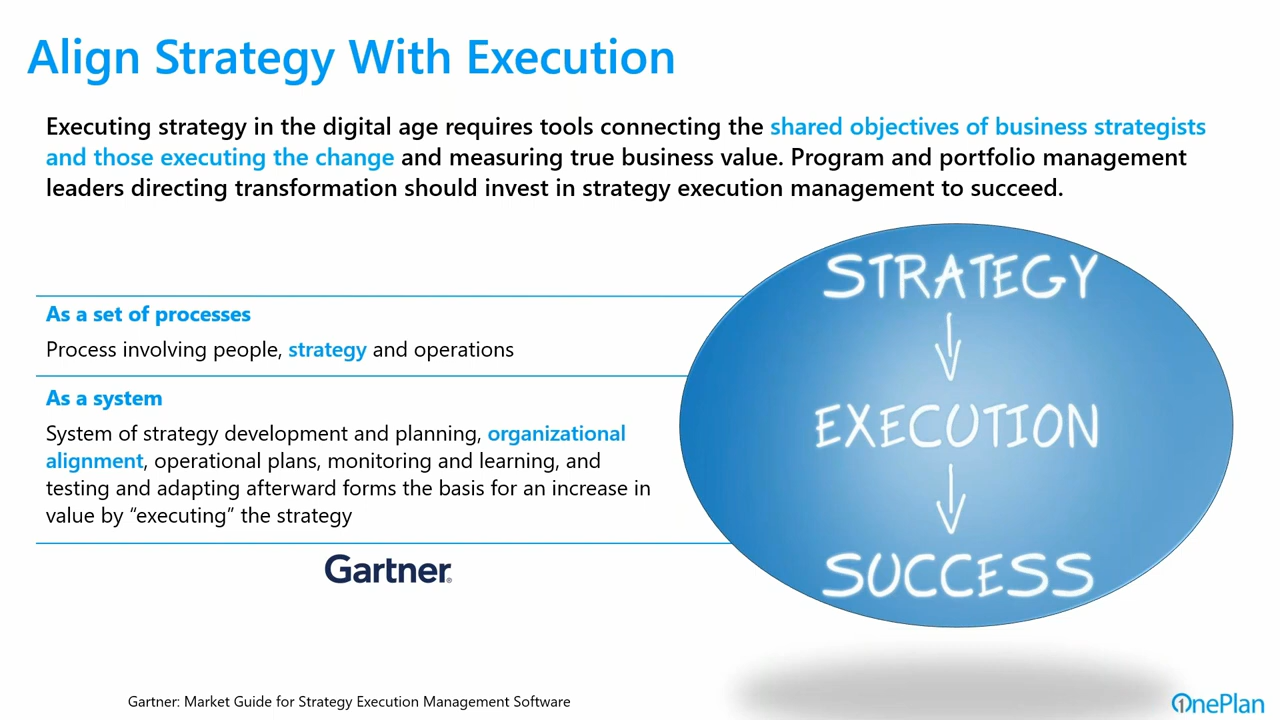 Align Strategy With Execution
Executing strategy in the digital age requires tools connecting the shared objectives of business strategists
and those executing the change and measuring true business value. Program and portfolio management
leaders directing transformation should invest in strategy execution management to succeed.
As a set of processes
Process involving people, strategy and operations
As a system
System of strategy development and planning, organizational
alignment, operational plans, monitoring and learning, and
testing and adapting afterward forms the basis for an increase in
value by “executing” the strategy
Gartner®
STRATEGY
EXECUTION
SUCCESS
Gartner: Market Guide for Strategy Execution Management Software
OnePlan